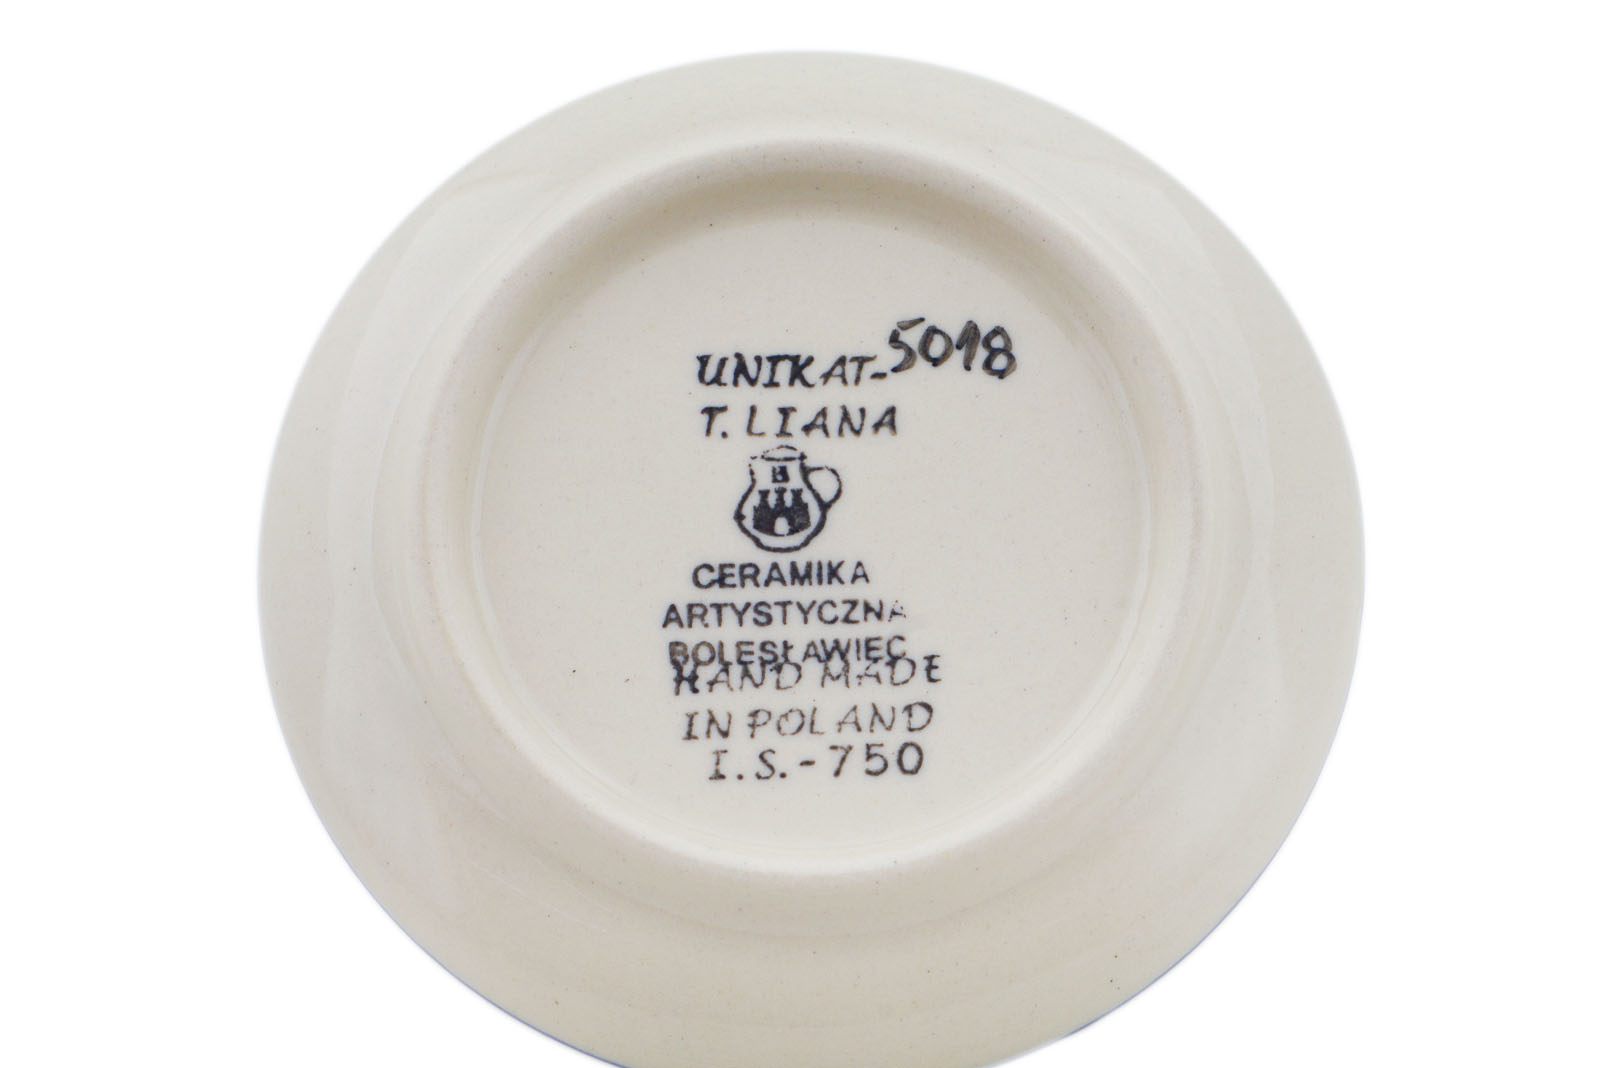 UNIKAT-5018
T. LIANA
B
CERAMIKA
ARTYSTYCZNA
BOLESŁAWIEC
HAND MADE
IN POLAND
I.S.-750